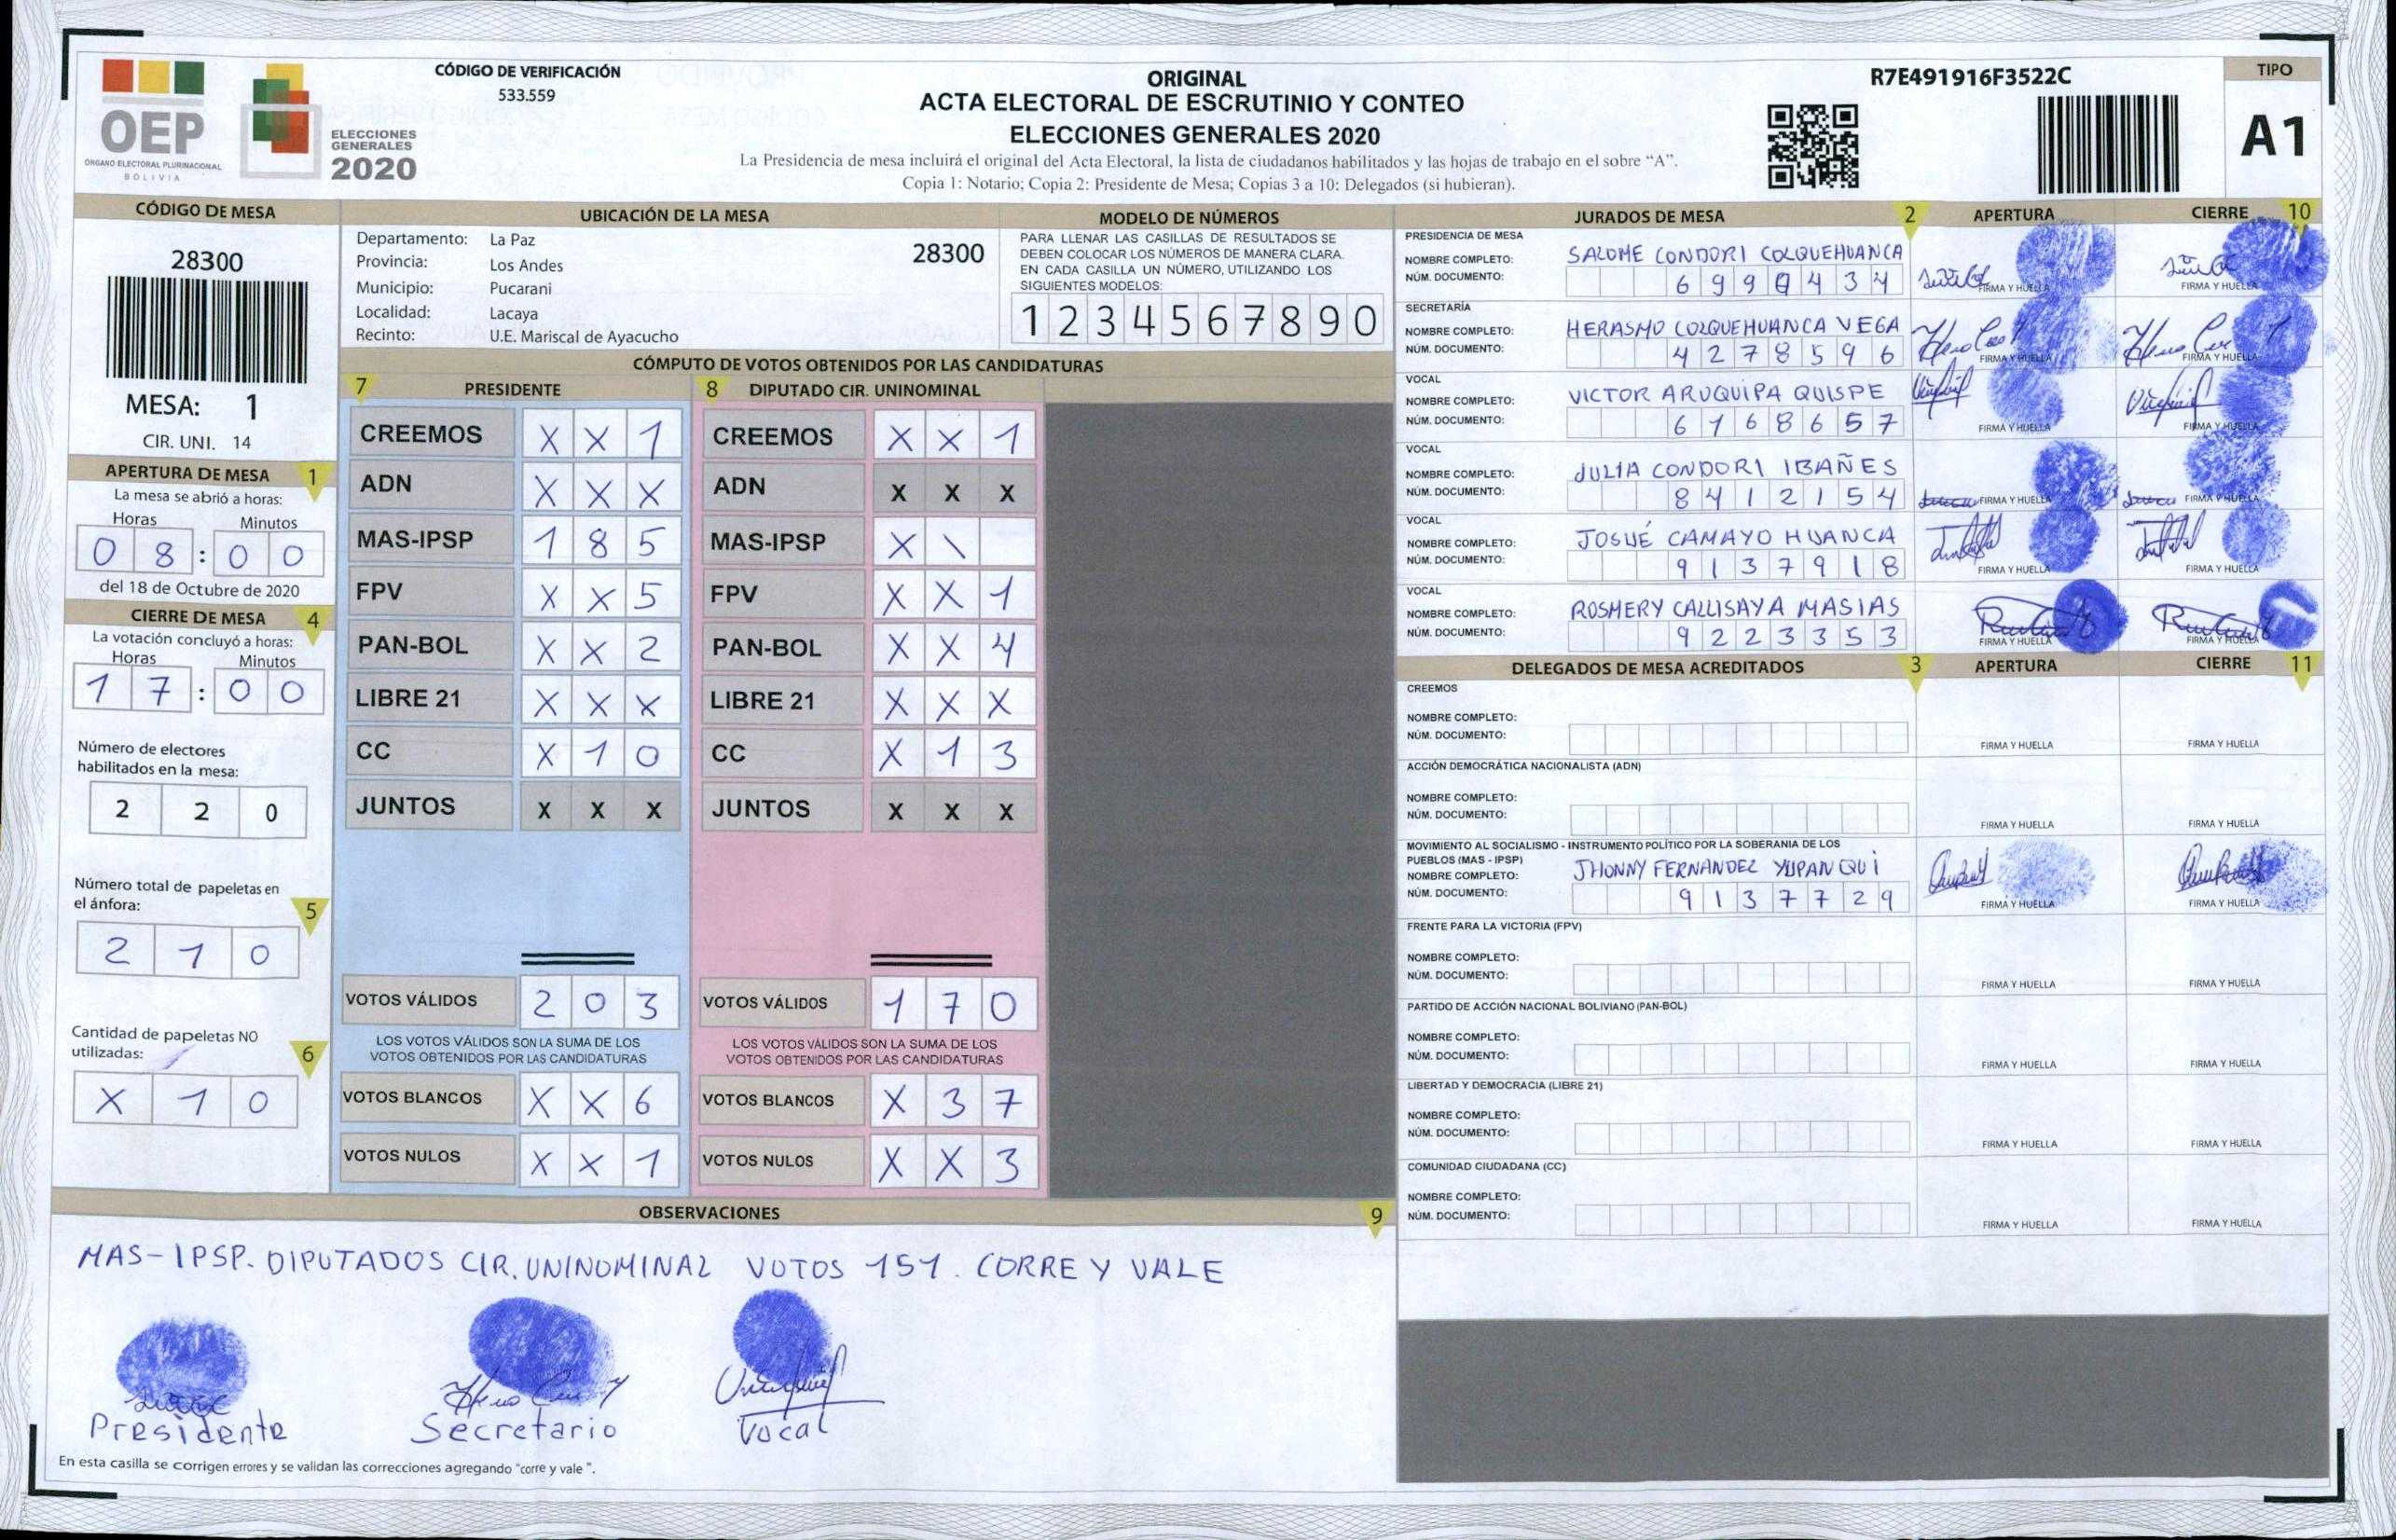 OEP
ÓRGANO ELECTORAL PLURINACIONAL
BOLIVIA
ELECCIONES
GENERALES
2020
CÓDIGO DE VERIFICACIÓN
533.559
ORIGINAL
ACTA ELECTORAL DE ESCRUTINIO Y CONTEO
ELECCIONES GENERALES 2020
La Presidencia de mesa incluirá el original del Acta Electoral, la lista de ciudadanos habilitados y las hojas de trabajo en el sobre “A”.
Copia 1: Notario; Copia 2: Presidente de Mesa; Copias 3 a 10: Delegados (si hubieran).
R7E491916F3522C
TIPO
A1
CÓDIGO DE MESA
28300
MESA: 1
CIR. UNI. 14
APERTURA DE MESA 1
La mesa se abrió a horas:
Horas Minutos
0 8 : 0 0
del 18 de Octubre de 2020
CIERRE DE MESA 4
La votación concluyó a horas:
Horas Minutos
1 7 : 0 0
Número de electores
habilitados en la mesa:
2 2 0
Número total de papeletas en
el ánfora: 5
2 1 0
Cantidad de papeletas NO
utilizadas: 6
X 1 0
UBICACIÓN DE LA MESA
Departamento: La Paz 28300
Provincia: Los Andes
Municipio: Pucarani
Localidad: Lacaya
Recinto: U.E. Mariscal de Ayacucho
MODELO DE NÚMEROS
PARA LLENAR LAS CASILLAS DE RESULTADOS SE
DEBEN COLOCAR LOS NÚMEROS DE MANERA CLARA.
EN CADA CASILLA UN NÚMERO, UTILIZANDO LOS
SIGUIENTES MODELOS:
1 2 3 4 5 6 7 8 9 0
CÓMPUTO DE VOTOS OBTENIDOS POR LAS CANDIDATURAS
7 PRESIDENTE 8 DIPUTADO CIR. UNINOMINAL
CREEMOS X X 1 CREEMOS X X 1
ADN X X X ADN X X X
MAS-IPSP 1 8 5 MAS-IPSP X \
FPV X X 5 FPV X X 1
PAN-BOL X X 2 PAN-BOL X X 4
LIBRE 21 X X X LIBRE 21 X X X
CC X 1 0 CC X 1 3
JUNTOS X X X JUNTOS X X X
VOTOS VÁLIDOS 2 0 3 VOTOS VÁLIDOS 1 7 0
LOS VOTOS VÁLIDOS SON LA SUMA DE LOS LOS VOTOS VÁLIDOS SON LA SUMA DE LOS
VOTOS OBTENIDOS POR LAS CANDIDATURAS VOTOS OBTENIDOS POR LAS CANDIDATURAS
VOTOS BLANCOS X X 6 VOTOS BLANCOS X 3 7
VOTOS NULOS X X 1 VOTOS NULOS X X 3
OBSERVACIONES 9
MAS-IPSP. DIPUTADOS CIR. UNINOMINAL VOTOS 151. CORRE Y VALE
Presidente Secretario Vocal
En esta casilla se corrigen errores y se validan las correcciones agregando "corre y vale ".
JURADOS DE MESA 2 APERTURA CIERRE 10
PRESIDENCIA DE MESA
NOMBRE COMPLETO: SALOME CONDORI COLQUEHUANCA
NÚM. DOCUMENTO: 6 9 9 0 4 3 4 FIRMA Y HUELLA FIRMA Y HUELLA
SECRETARÍA
NOMBRE COMPLETO: HERASMO COLQUEHUANCA VEGA
NÚM. DOCUMENTO: 4 2 7 8 5 9 6 FIRMA Y HUELLA FIRMA Y HUELLA
VOCAL
NOMBRE COMPLETO: VICTOR ARUQUIPA QUISPE
NÚM. DOCUMENTO: 6 1 6 8 6 5 7 FIRMA Y HUELLA FIRMA Y HUELLA
VOCAL
NOMBRE COMPLETO: JULIA CONDORI IBAÑES
NÚM. DOCUMENTO: 8 4 1 2 1 5 4 FIRMA Y HUELLA FIRMA Y HUELLA
VOCAL
NOMBRE COMPLETO: JOSUÉ CAMAYO HUANCA
NÚM. DOCUMENTO: 9 1 3 7 9 1 8 FIRMA Y HUELLA FIRMA Y HUELLA
VOCAL
NOMBRE COMPLETO: ROSMERY CALLISAYA MASIAS
NÚM. DOCUMENTO: 9 2 2 3 3 5 3 FIRMA Y HUELLA FIRMA Y HUELLA
DELEGADOS DE MESA ACREDITADOS 3 APERTURA CIERRE 11
CREEMOS
NOMBRE COMPLETO:
NÚM. DOCUMENTO: FIRMA Y HUELLA FIRMA Y HUELLA
ACCIÓN DEMOCRÁTICA NACIONALISTA (ADN)
NOMBRE COMPLETO:
NÚM. DOCUMENTO: FIRMA Y HUELLA FIRMA Y HUELLA
MOVIMIENTO AL SOCIALISMO - INSTRUMENTO POLÍTICO POR LA SOBERANIA DE LOS
PUEBLOS (MAS - IPSP)
NOMBRE COMPLETO: JHONNY FERNANDEZ YUPANQUI
NÚM. DOCUMENTO: 9 1 3 7 7 2 9 FIRMA Y HUELLA FIRMA Y HUELLA
FRENTE PARA LA VICTORIA (FPV)
NOMBRE COMPLETO:
NÚM. DOCUMENTO: FIRMA Y HUELLA FIRMA Y HUELLA
PARTIDO DE ACCIÓN NACIONAL BOLIVIANO (PAN-BOL)
NOMBRE COMPLETO:
NÚM. DOCUMENTO: FIRMA Y HUELLA FIRMA Y HUELLA
LIBERTAD Y DEMOCRACIA (LIBRE 21)
NOMBRE COMPLETO:
NÚM. DOCUMENTO: FIRMA Y HUELLA FIRMA Y HUELLA
COMUNIDAD CIUDADANA (CC)
NOMBRE COMPLETO:
NÚM. DOCUMENTO: FIRMA Y HUELLA FIRMA Y HUELLA